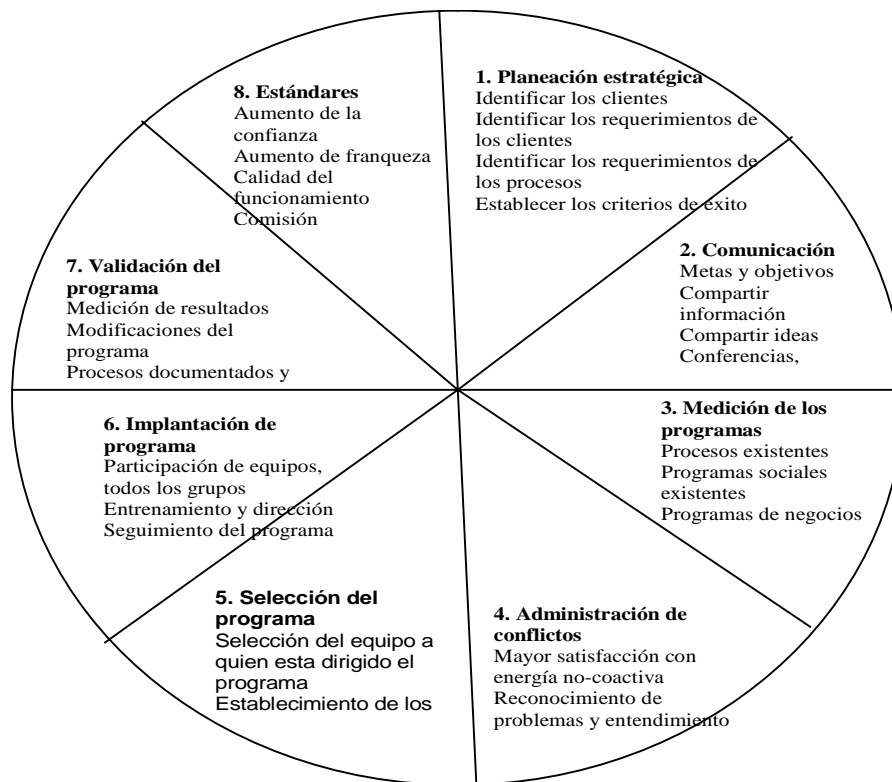 1. Planeación estratégica
Identificar los clientes
Identificar los requerimientos de
los clientes
Identificar los requerimientos de
los procesos
Establecer los criterios de éxito
2. Comunicación
Metas y objetivos
Compartir
información
Compartir ideas
Conferencias,
3. Medición de los
programas
Procesos existentes
Programas sociales
existentes
Programas de negocios
4. Administración de
conflictos
Mayor satisfacción con
energía no-coactiva
Reconocimiento de
problemas y entendimiento
5. Selección del
programa
Selección del equipo a
quien esta dirigido el
programa
Establecimiento de los
6. Implantación de
programa
Participación de equipos,
todos los grupos
Entrenamiento y dirección
Seguimiento del programa
7. Validación del
programa
Medición de resultados
Modificaciones del
programa
Procesos documentados y
8. Estándares
Aumento de la
confianza
Aumento de franqueza
Calidad del
funcionamiento
Comisión